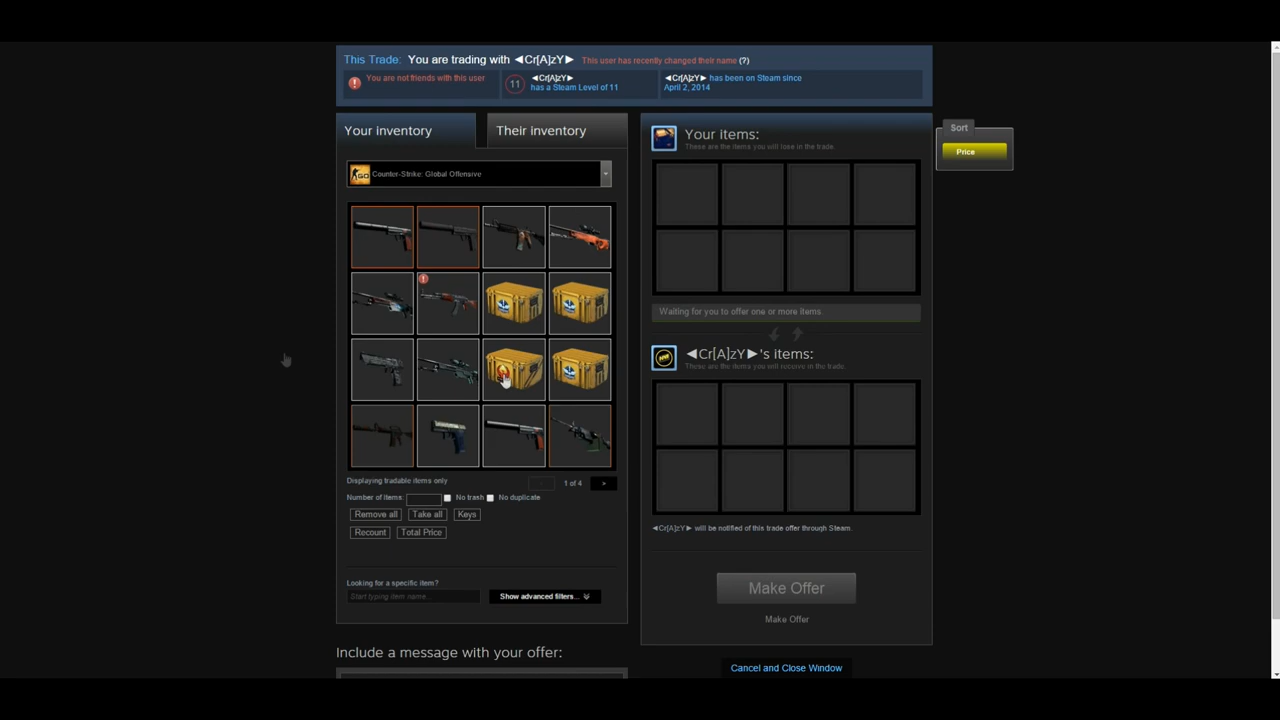 This Trade: You are trading with ◄Cr[A]zY► This user has recently changed their name (?)
You are not friends with this user
11
◄Cr[A]zY►
has a Steam Level of 11
◄Cr[A]zY► has been on Steam since
April 2, 2014
Your inventory
Their inventory
Counter-Strike: Global Offensive
Displaying tradable items only
< 1 of 4 >
Number of items:
No trash
No duplicate
Remove all
Take all
Keys
Recount
Total Price
Looking for a specific item?
Start typing item name...
Show advanced filters...
Include a message with your offer:
Your items:
These are the items you will lose in the trade.
Waiting for you to offer one or more items
◄Cr[A]zY►'s items:
These are the items you will receive in the trade.
◄Cr[A]zY► will be notified of this trade offer through Steam.
Make Offer
Make Offer
Cancel and Close Window
Sort
Price